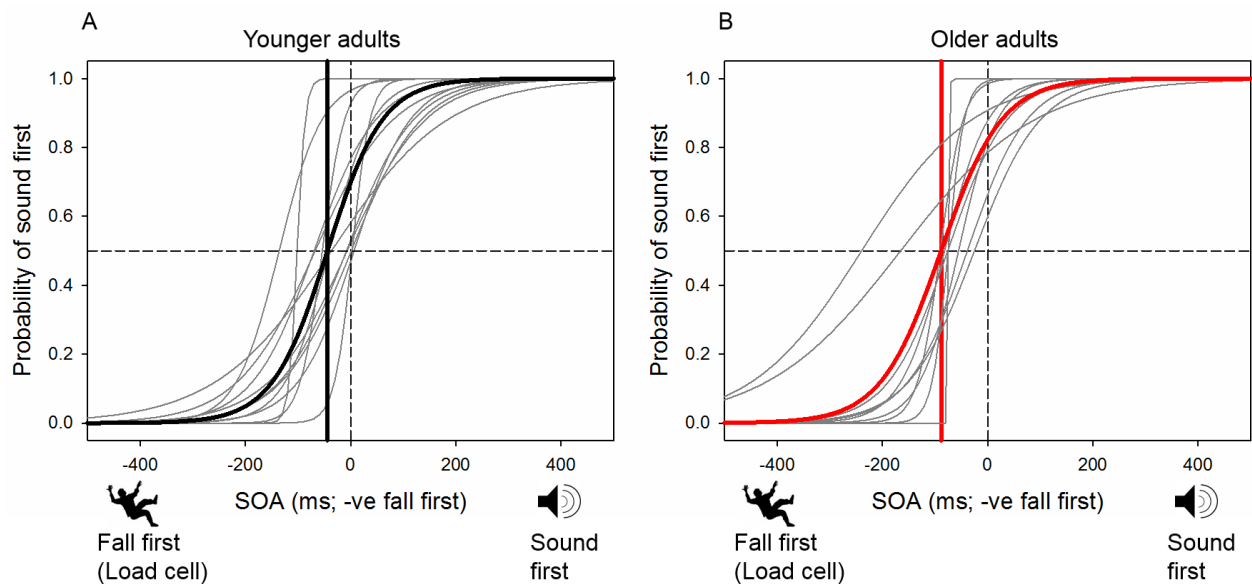 A
Younger adults
Probability of sound first
1.0
0.8
0.6
0.4
0.2
0.0
-400
-200
0
200
400
SOA (ms; -ve fall first)
Fall first
(Load cell)
Sound
first
B
Older adults
Probability of sound first
1.0
0.8
0.6
0.4
0.2
0.0
-400
-200
0
200
400
SOA (ms; -ve fall first)
Fall first
(Load cell)
Sound
first